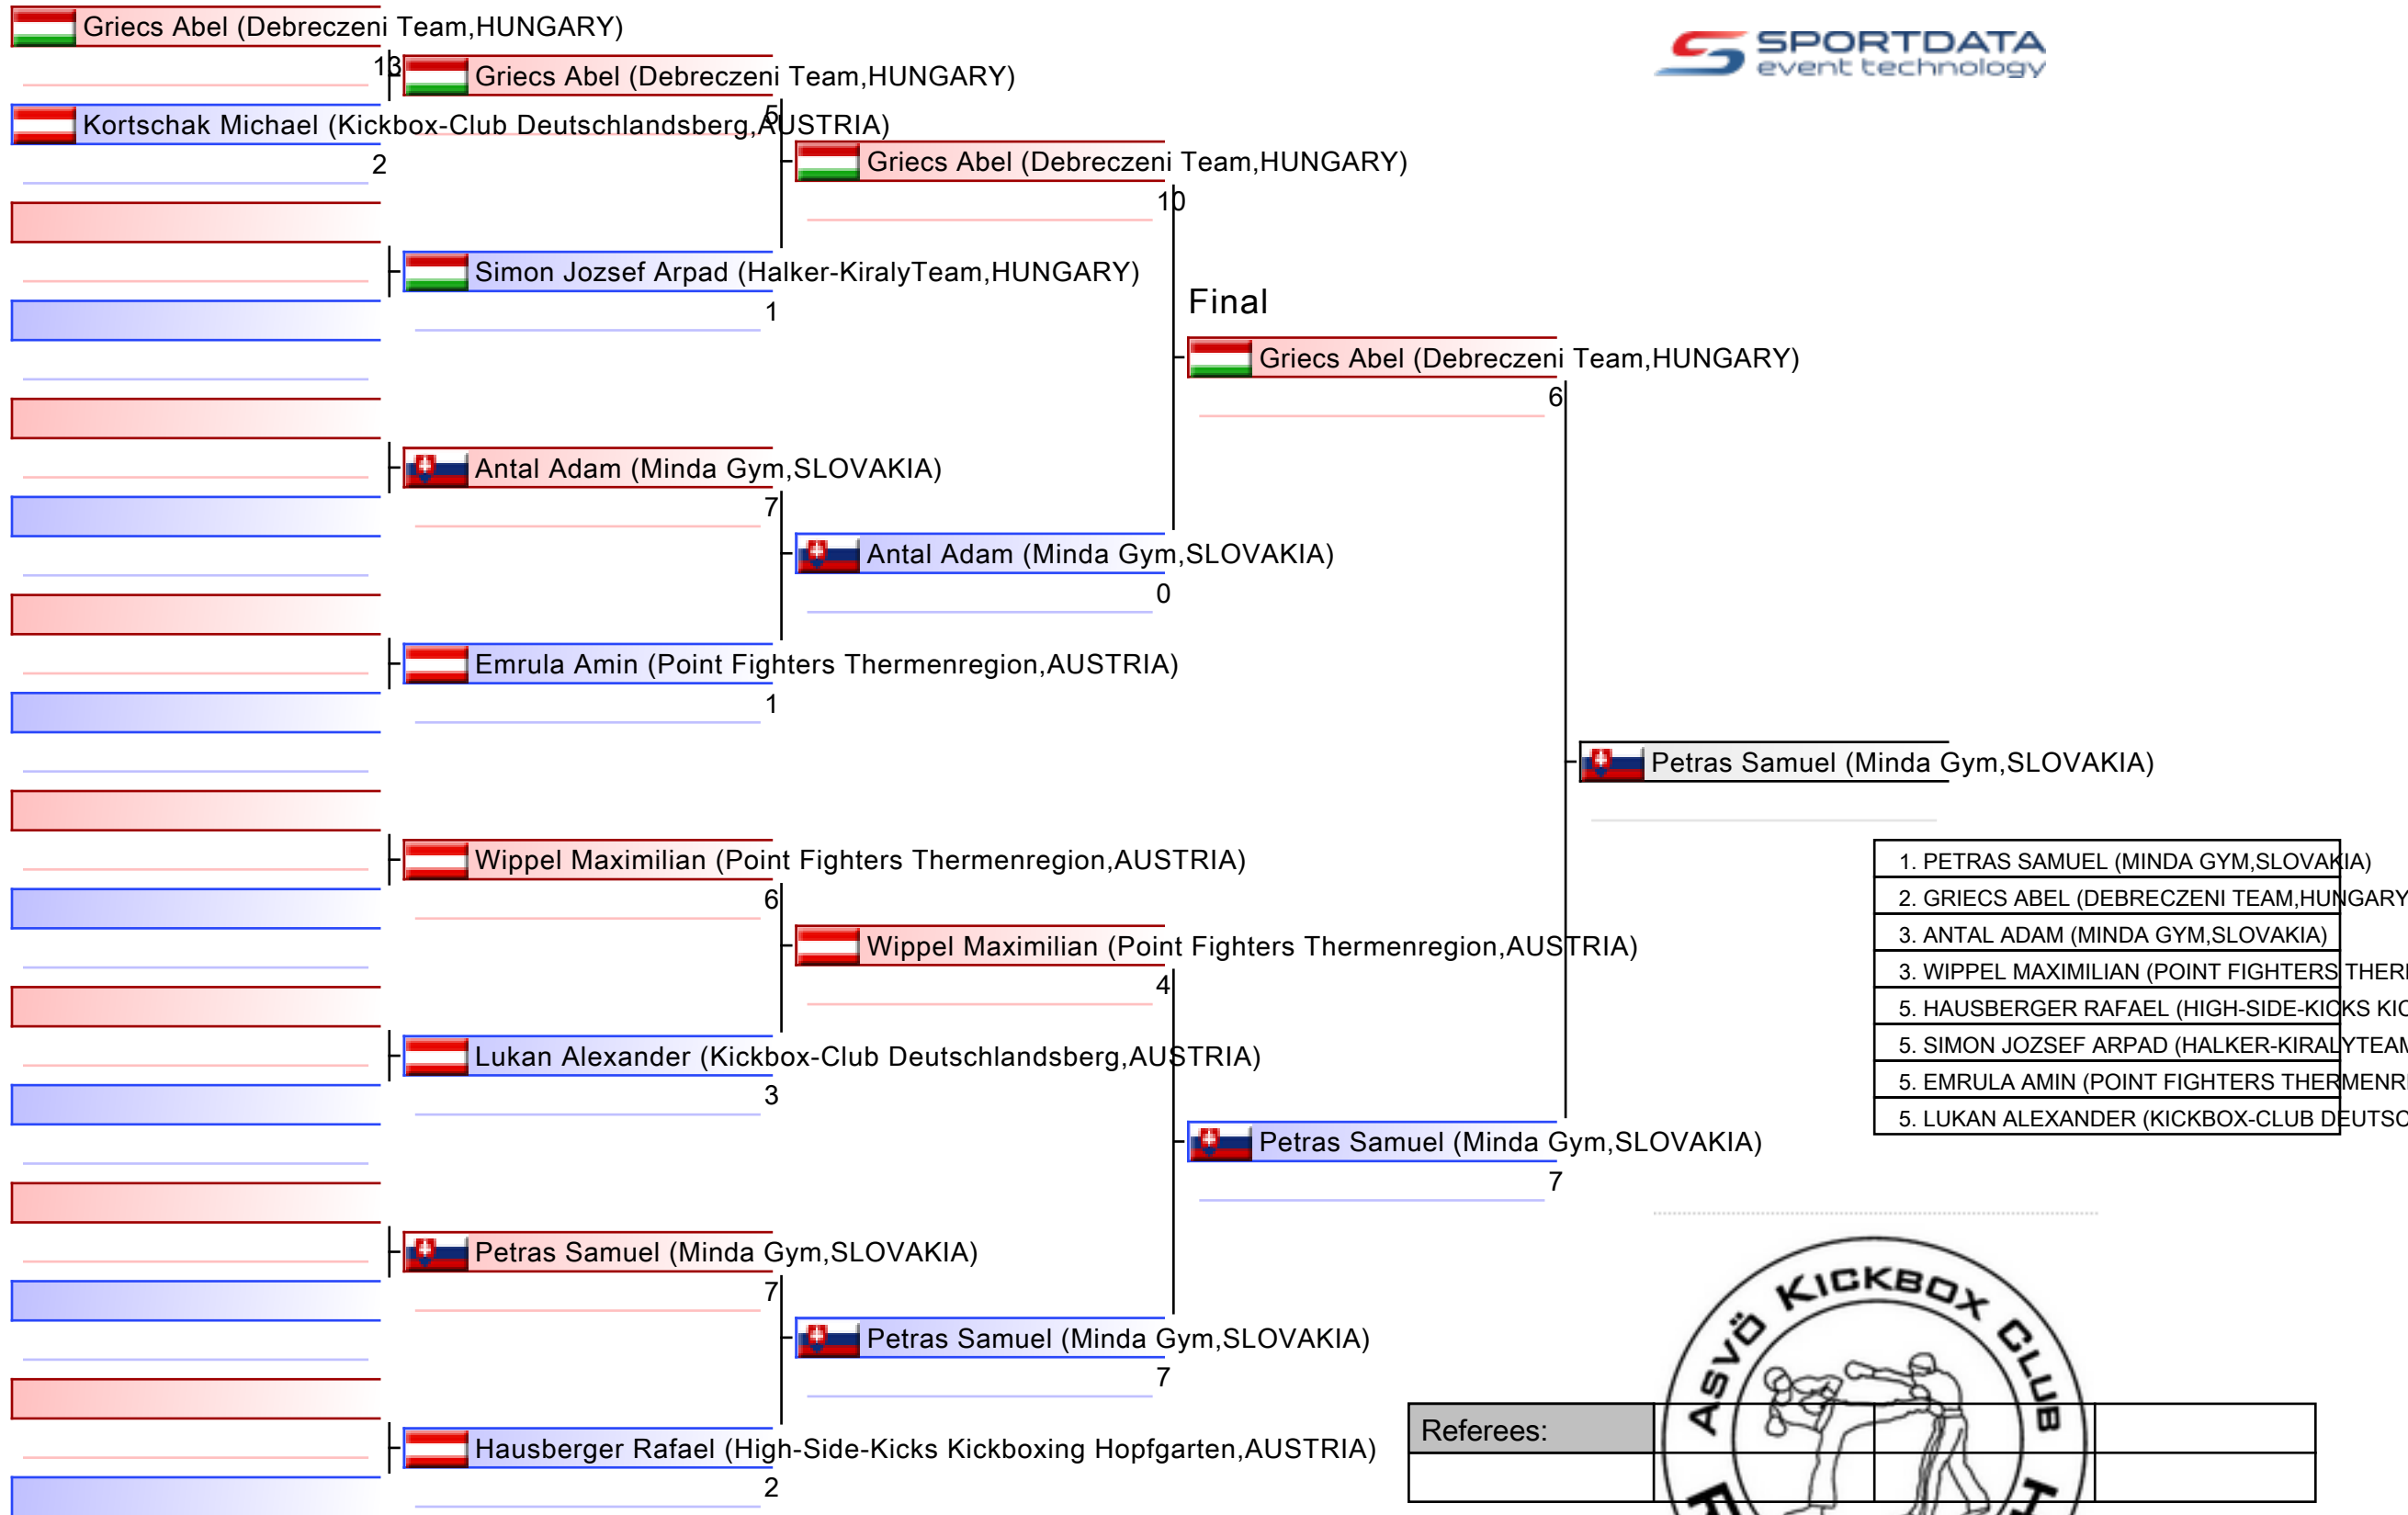 Griecs Abel (Debreczeni Team,HUNGARY)
13
Kortschak Michael (Kickbox-Club Deutschlandsberg,AUSTRIA)
2
Griecs Abel (Debreczeni Team,HUNGARY)
5
Simon Jozsef Arpad (Halker-KiralyTeam,HUNGARY)
1
Antal Adam (Minda Gym,SLOVAKIA)
7
Emrula Amin (Point Fighters Thermenregion,AUSTRIA)
1
Wippel Maximilian (Point Fighters Thermenregion,AUSTRIA)
6
Lukan Alexander (Kickbox-Club Deutschlandsberg,AUSTRIA)
3
Petras Samuel (Minda Gym,SLOVAKIA)
7
Hausberger Rafael (High-Side-Kicks Kickboxing Hopfgarten,AUSTRIA)
2
Griecs Abel (Debreczeni Team,HUNGARY)
10
Antal Adam (Minda Gym,SLOVAKIA)
0
Wippel Maximilian (Point Fighters Thermenregion,AUSTRIA)
4
Petras Samuel (Minda Gym,SLOVAKIA)
7
Final
Griecs Abel (Debreczeni Team,HUNGARY)
6
Petras Samuel (Minda Gym,SLOVAKIA)
7
Petras Samuel (Minda Gym,SLOVAKIA)
SPORTDATA
event technology
1. PETRAS SAMUEL (MINDA GYM,SLOVAKIA)
2. GRIECS ABEL (DEBRECZENI TEAM,HUNGARY
3. ANTAL ADAM (MINDA GYM,SLOVAKIA)
3. WIPPEL MAXIMILIAN (POINT FIGHTERS
5. HAUSBERGER RAFAEL (HIGH-SIDE-KICKS
5. SIMON JOZSEF ARPAD (HALKER-KIRALYTEAM
5. EMRULA AMIN (POINT FIGHTERS
5. LUKAN ALEXANDER (KICKBOX-CLUB
ASVÖ KICKBOX CLUB
Referees: